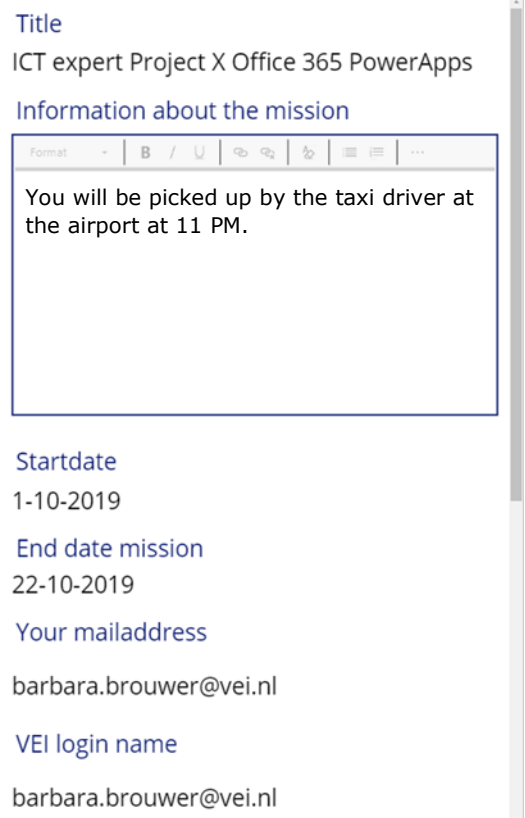 Title
ICT expert Project X Office 365 PowerApps
Information about the mission
Format B / U ...
You will be picked up by the taxi driver at
the airport at 11 PM.
Startdate
1-10-2019
End date mission
22-10-2019
Your mailaddress
barbara.brouwer@vei.nl
VEI login name
barbara.brouwer@vei.nl